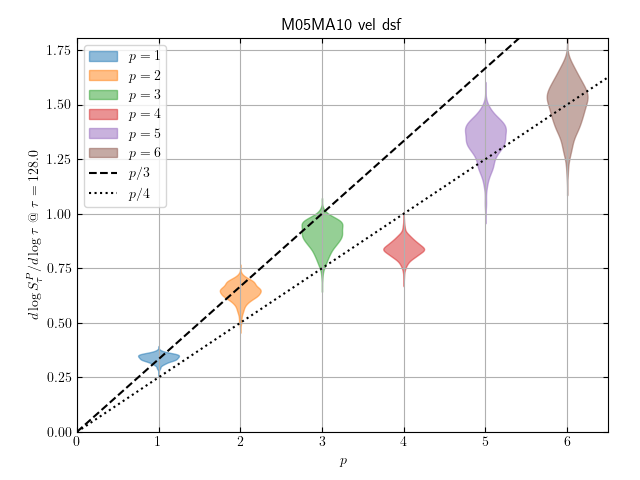 M05MA10 vel dsf
d log S_τ^p / d log τ @ τ = 128.0
1.75
1.50
1.25
1.00
0.75
0.50
0.25
0.00
p = 1
p = 2
p = 3
p = 4
p = 5
p = 6
p/3
p/4
0 1 2 3 4 5 6
p